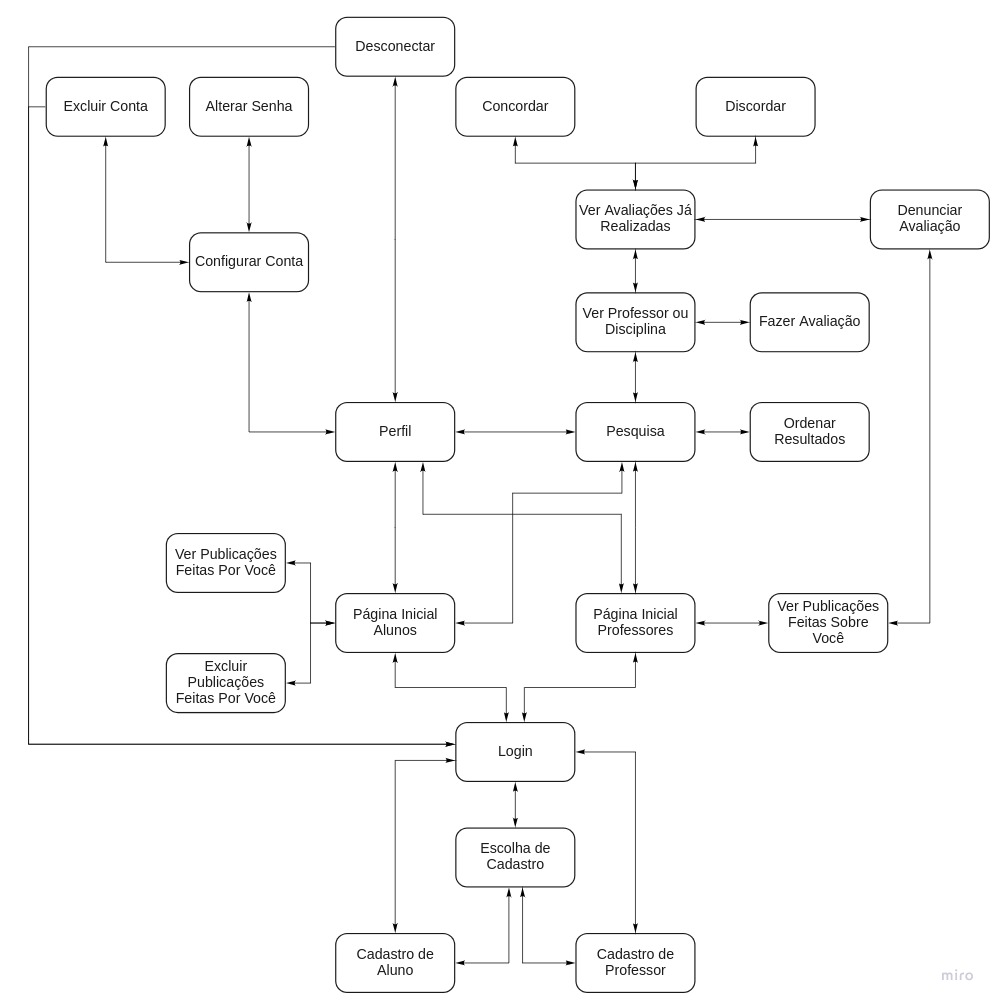 Desconectar
Excluir Conta
Alterar Senha
Concordar
Discordar
Ver Avaliações Já
Realizadas
Denunciar
Avaliação
Configurar Conta
Ver Professor ou
Disciplina
Fazer Avaliação
Perfil
Pesquisa
Ordenar
Resultados
Ver Publicações
Feitas Por Você
Página Inicial
Alunos
Página Inicial
Professores
Ver Publicações
Feitas Sobre
Você
Excluir
Publicações
Feitas Por Você
Login
Escolha de
Cadastro
Cadastro de
Aluno
Cadastro de
Professor
miro